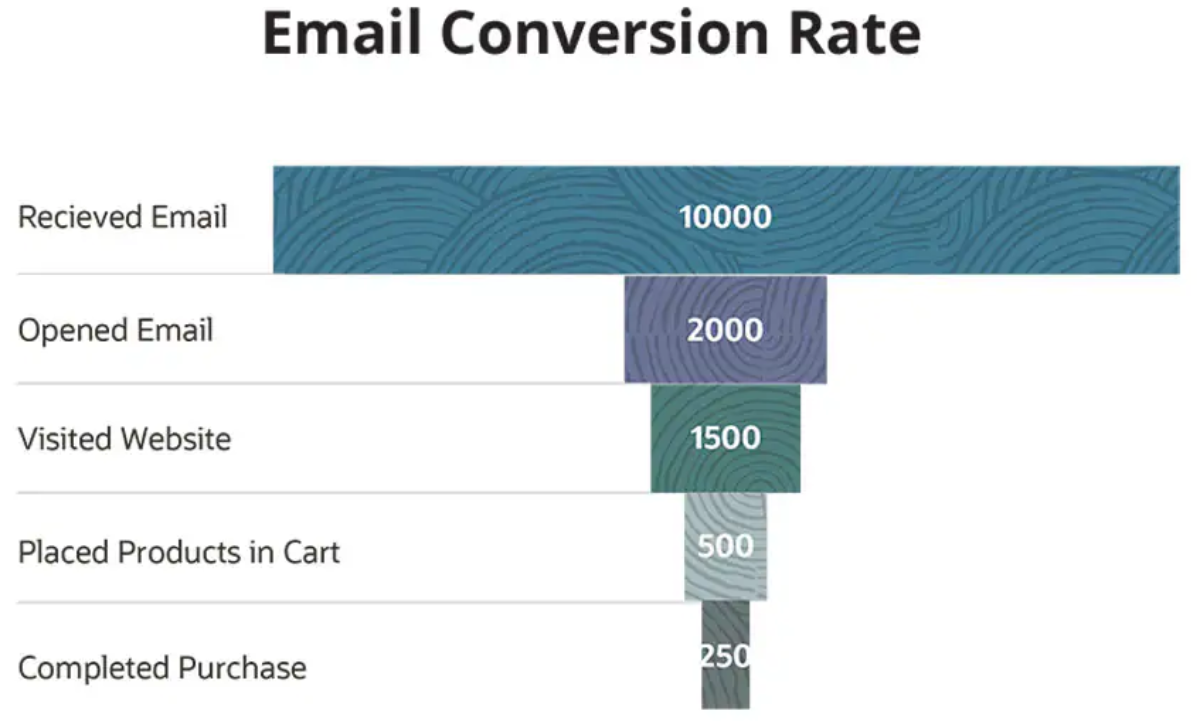 Email Conversion Rate
Recieved Email 10000
Opened Email 2000
Visited Website 1500
Placed Products in Cart 500
Completed Purchase 250